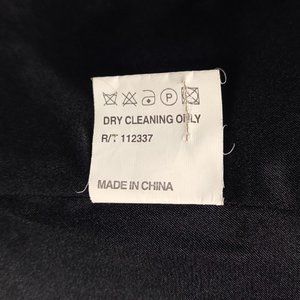 P
DRY CLEANING ONLY
R/T 112337
MADE IN CHINA